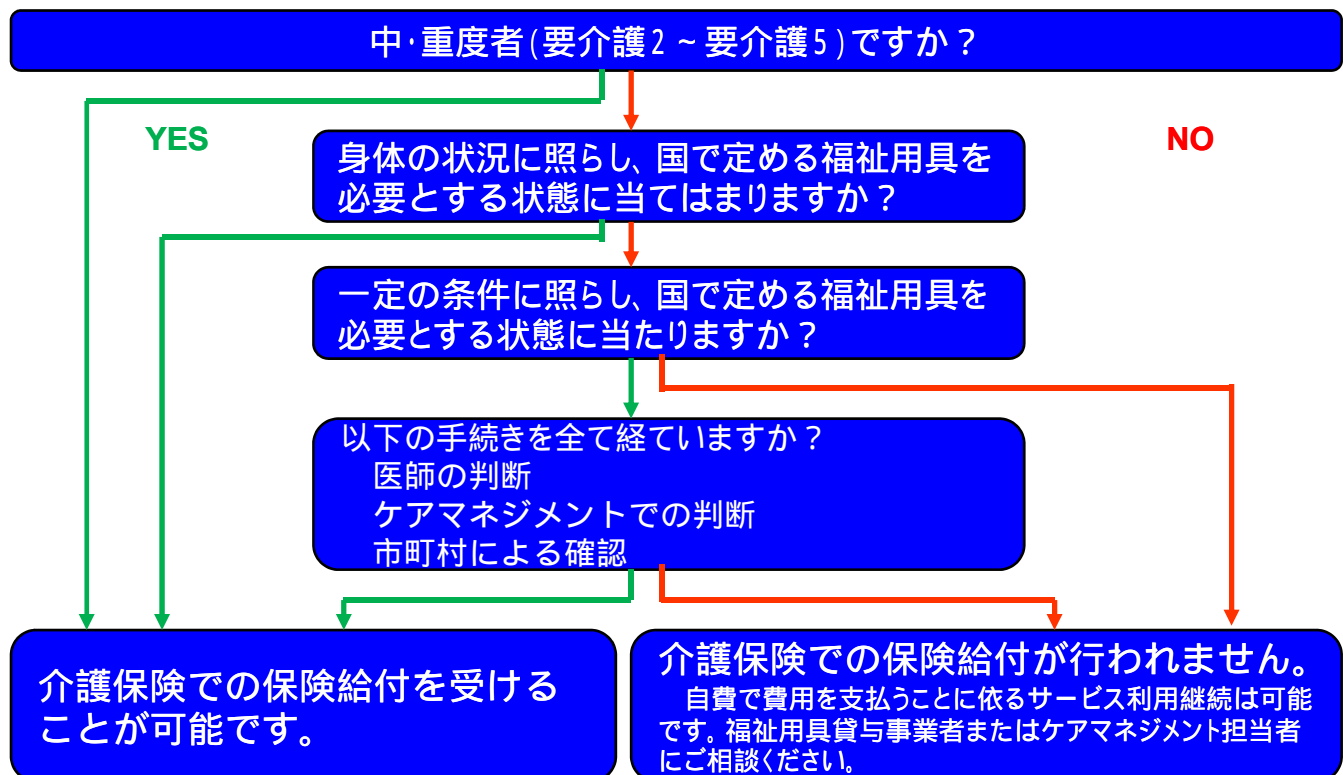 中・重度者(要介護2～要介護5)ですか？
YES
NO
身体の状況に照らし、国で定める福祉用具を
必要とする状態に当てはまりますか？
一定の条件に照らし、国で定める福祉用具を
必要とする状態に当たりますか？
以下の手続きを全て経ていますか？
医師の判断
ケアマネジメントでの判断
市町村による確認
介護保険での保険給付を受ける
ことが可能です。
介護保険での保険給付が行われません。
自費で費用を支払うことに依るサービス利用継続は可能
です。福祉用具貸与事業者またはケアマネジメント担当者
にご相談ください。